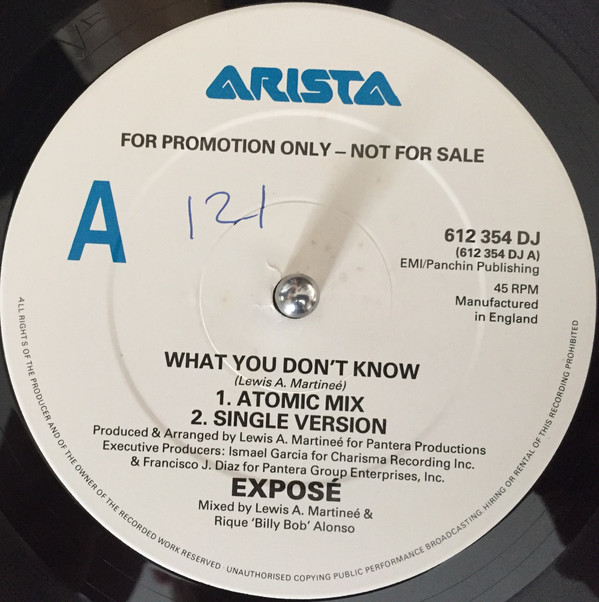 ARISTA
FOR PROMOTION ONLY – NOT FOR SALE
A
121
612 354 DJ
(612 354 DJ A)
EMI/Panchin Publishing
45 RPM
Manufactured
in England
WHAT YOU DON'T KNOW
(Lewis A. Martineé)
1. ATOMIC MIX
2. SINGLE VERSION
Produced & Arranged by Lewis A. Martineé for Pantera Productions
Executive Producers: Ismael Garcia for Charisma Recording Inc.
& Francisco J. Diaz for Pantera Group Enterprises, Inc.
EXPOSÉ
Mixed by Lewis A. Martineé &
Rique 'Billy Bob' Alonso
ALL RIGHTS OF THE PRODUCER AND OF THE OWNER OF THE RECORDED WORK RESERVED · UNAUTHORISED COPYING PUBLIC PERFORMANCE BROADCASTING HIRING OR RENTAL OF THIS RECORDING PROHIBITED